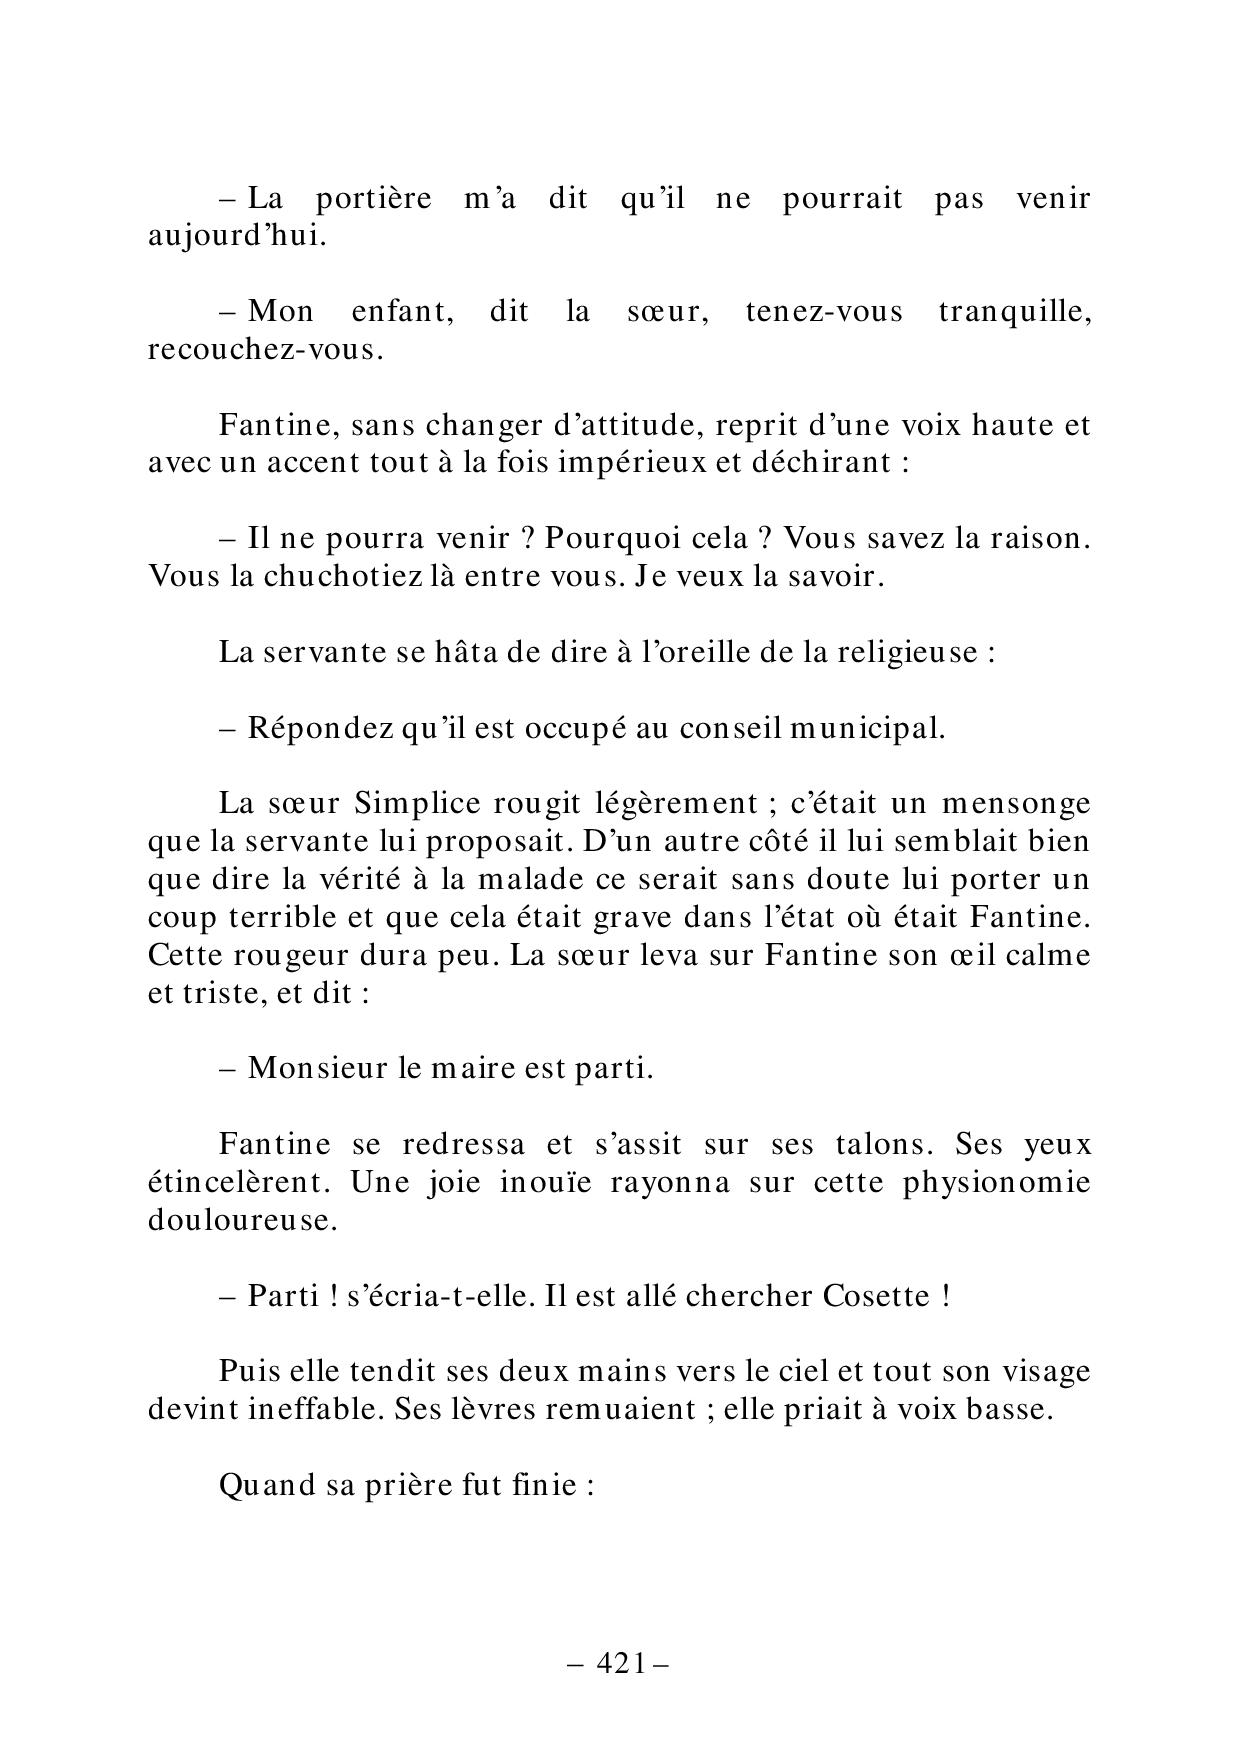 – La portière m’a dit qu’il ne pourrait pas venir
aujourd’hui.
– Mon enfant, dit la sœur, tenez-vous tranquille,
recouchez-vous.
Fantine, sans changer d’attitude, reprit d’une voix haute et
avec un accent tout à la fois impérieux et déchirant :
– Il ne pourra venir ? Pourquoi cela ? Vous savez la raison.
Vous la chuchotiez là entre vous. Je veux la savoir.
La servante se hâta de dire à l’oreille de la religieuse :
– Répondez qu’il est occupé au conseil municipal.
La sœur Simplice rougit légèrement ; c’était un mensonge
que la servante lui proposait. D’un autre côté il lui semblait bien
que dire la vérité à la malade ce serait sans doute lui porter un
coup terrible et que cela était grave dans l’état où était Fantine.
Cette rougeur dura peu. La sœur leva sur Fantine son œil calme
et triste, et dit :
– Monsieur le maire est parti.
Fantine se redressa et s’assit sur ses talons. Ses yeux
étincelèrent. Une joie inouïe rayonna sur cette physionomie
douloureuse.
– Parti ! s’écria-t-elle. Il est allé chercher Cosette !
Puis elle tendit ses deux mains vers le ciel et tout son visage
devint ineffable. Ses lèvres remuaient ; elle priait à voix basse.
Quand sa prière fut finie :
– 421 –